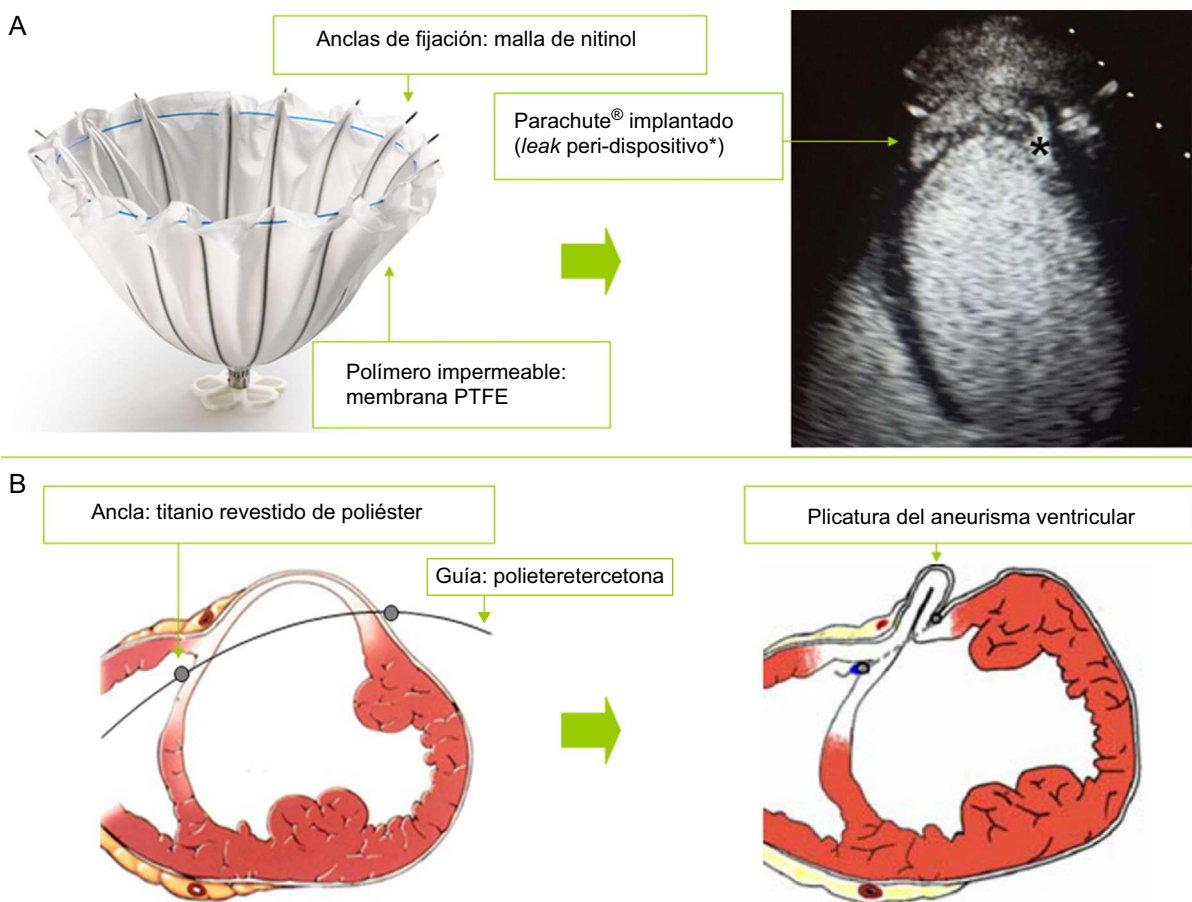 A
Anclas de fijación: malla de nitinol
Parachute® implantado
(leak peri-dispositivo*)
*
Polímero impermeable:
membrana PTFE
B
Ancla: titanio revestido de poliéster
Guía: polieteretercetona
Plicatura del aneurisma ventricular